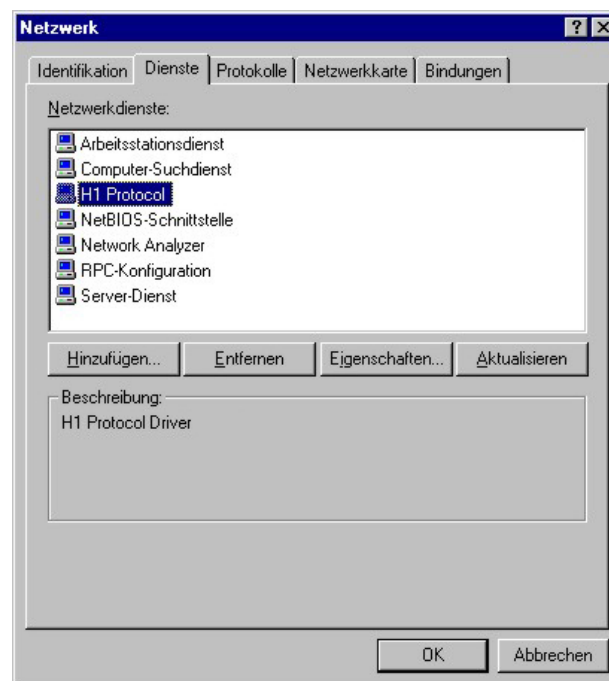 Netzwerk
Identifikation Dienste Protokolle Netzwerkkarte Bindungen
Netzwerkdienste:
Arbeitsstationsdienst
Computer-Suchdienst
H1 Protocol
NetBIOS-Schnittstelle
Network Analyzer
RPC-Konfiguration
Server-Dienst
Hinzufügen... Entfernen Eigenschaften... Aktualisieren
Beschreibung:
H1 Protocol Driver
OK Abbrechen